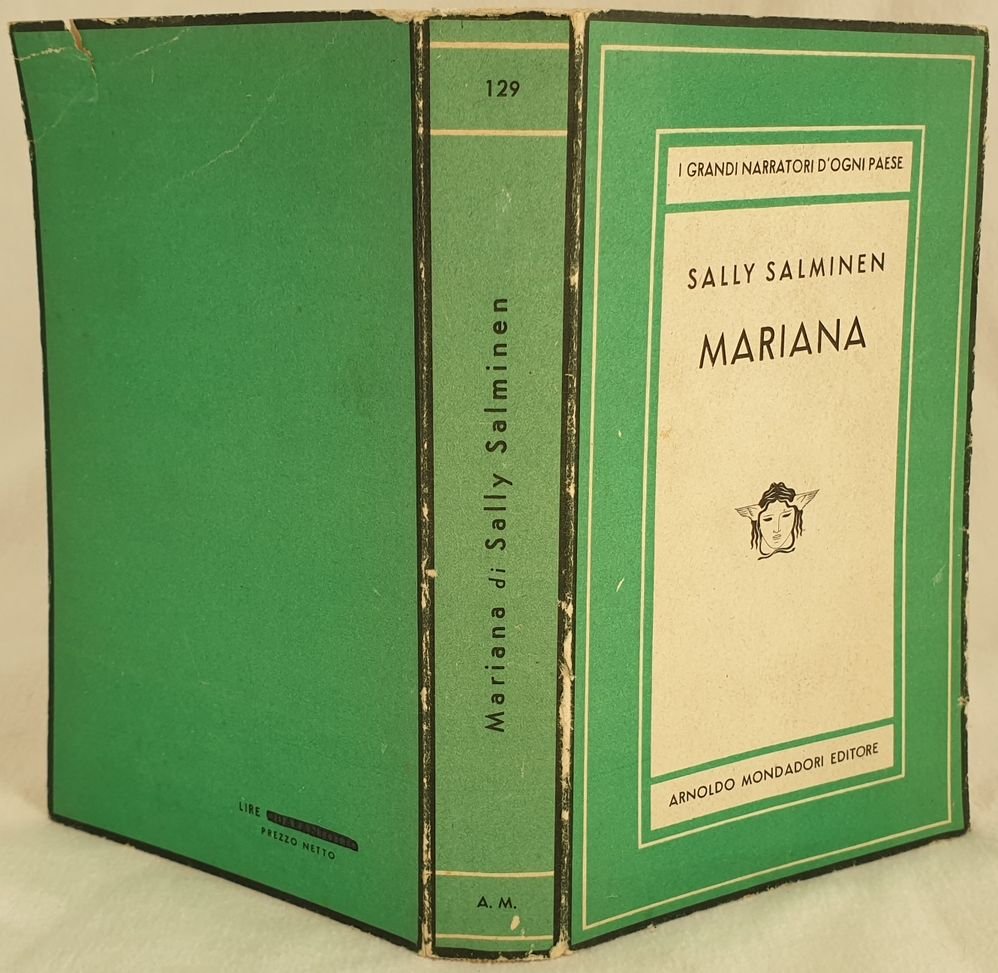 LIRE
PREZZO NETTO
129
Mariana di Sally Salminen
A. M.
I GRANDI NARRATORI D'OGNI PAESE
SALLY SALMINEN
MARIANA
ARNOLDO MONDADORI EDITORE